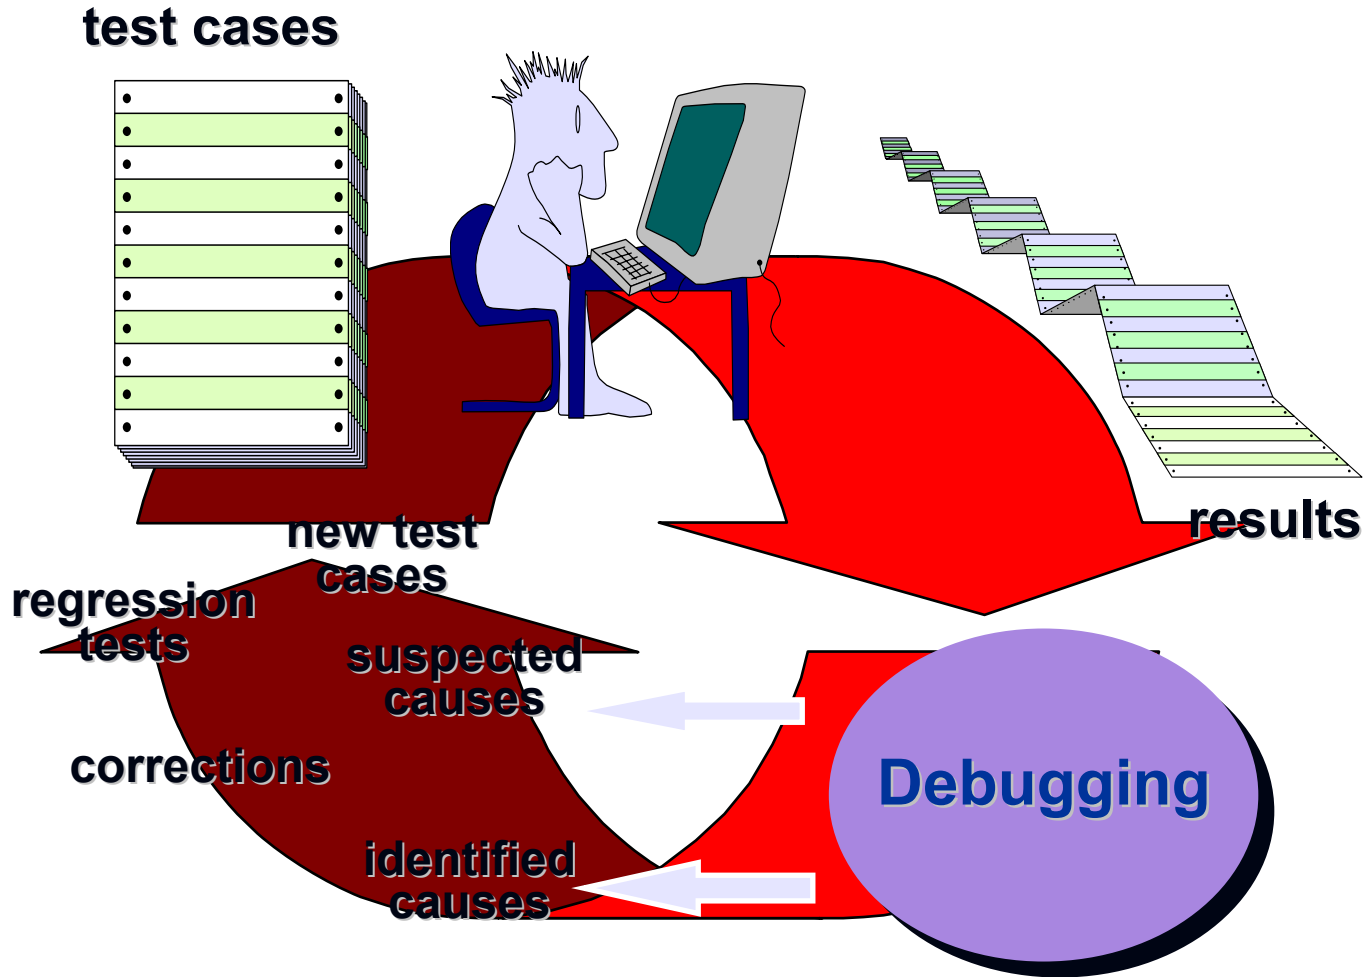 test cases
results
new test
cases
regression
tests
suspected
causes
corrections
Debugging
identified
causes